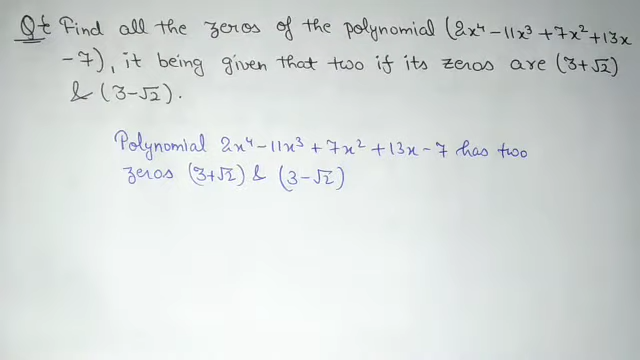 Qt Find all the zeros of the polynomial (2x⁴-11x³+7x²+13x
-7), it being given that two if its zeros are (3+√2)
& (3-√2).
Polynomial 2x⁴-11x³+7x²+13x-7 has two
zeros (3+√2) & (3-√2)